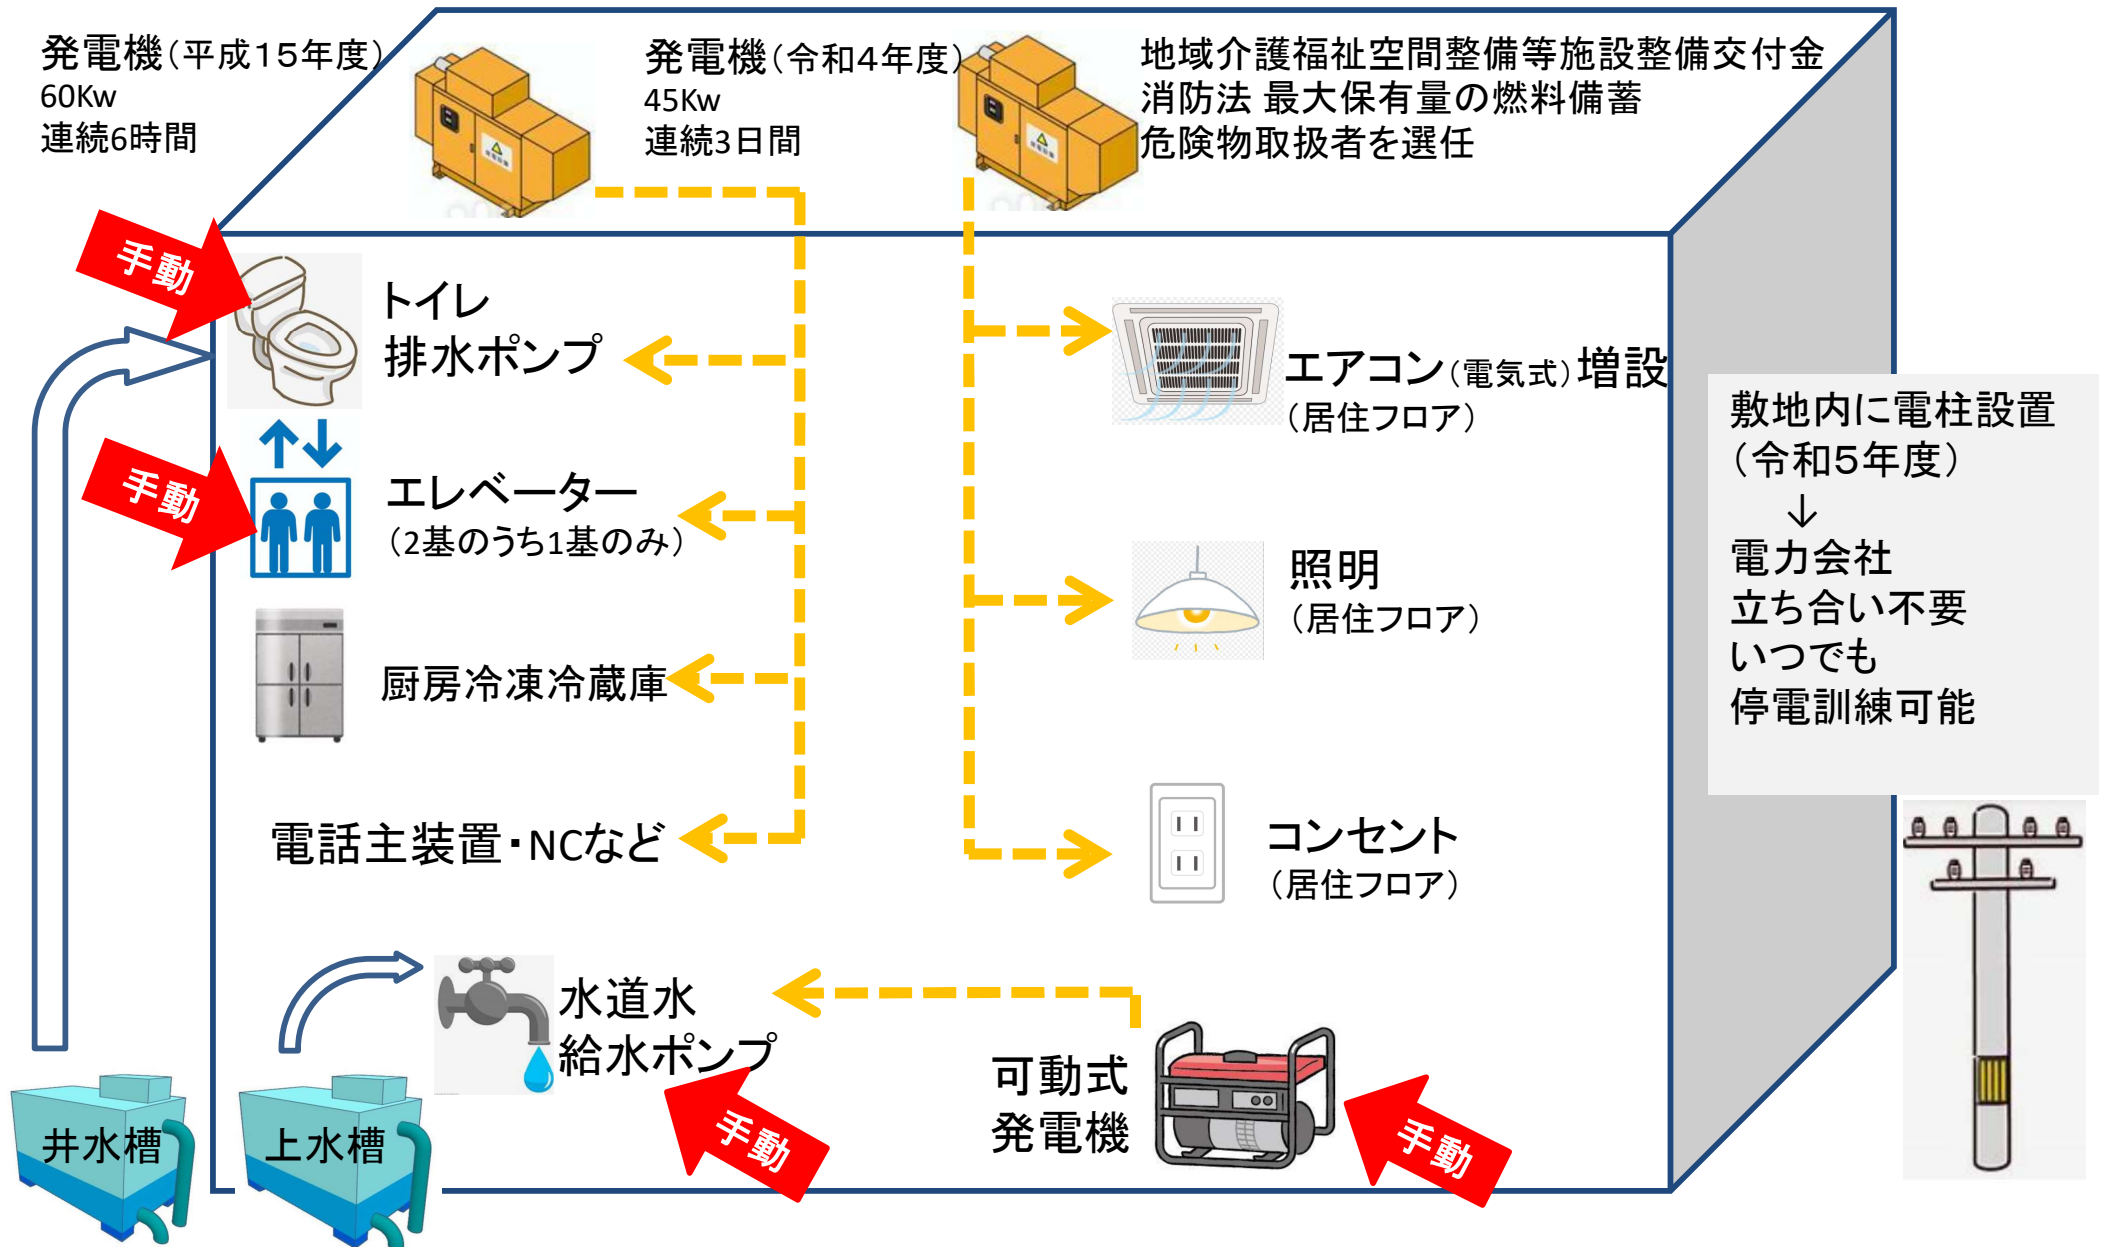 発電機（平成１５年度）
60Kw
連続6時間
発電機（令和４年度）
45Kw
連続3日間
地域介護福祉空間整備等施設整備交付金
消防法 最大保有量の燃料備蓄
危険物取扱者を選任
手動
トイレ
排水ポンプ
手動
エレベーター
（2基のうち1基のみ）
厨房冷凍冷蔵庫
電話主装置・NCなど
エアコン（電気式）増設
（居住フロア）
照明
（居住フロア）
コンセント
（居住フロア）
敷地内に電柱設置
（令和５年度）
↓
電力会社
立ち合い不要
いつでも
停電訓練可能
水道水
給水ポンプ
手動
可動式
発電機
手動
井水槽
上水槽